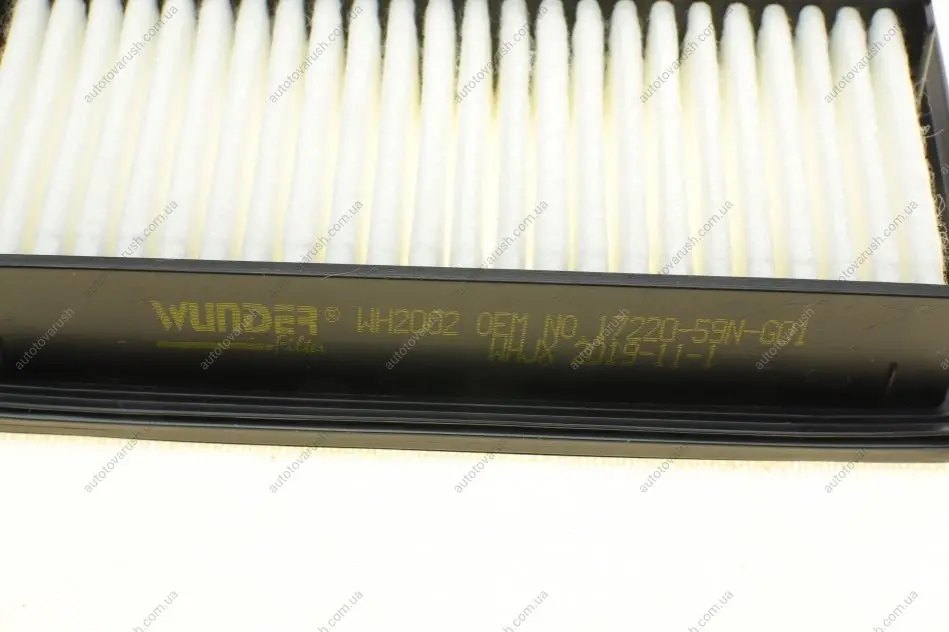 autotovarush.com.ua
WUNDER® WH2062 OEM NO 17220-59N-G01
Filter
WHJX 2019-11-1